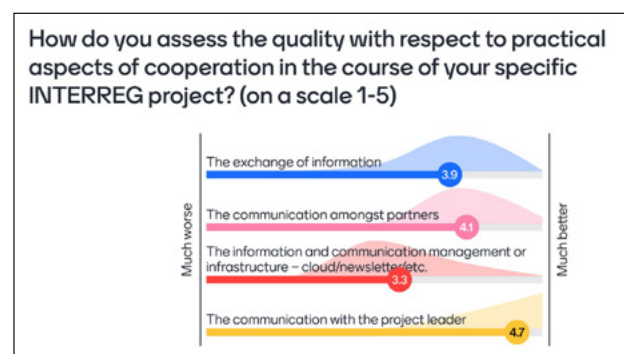 How do you assess the quality with respect to practical
aspects of cooperation in the course of your specific
INTERREG project? (on a scale 1-5)
Much worse
The exchange of information
3.9
The communication amongst partners
4.1
The information and communication management or
infrastructure – cloud/newsletter/etc.
3.3
The communication with the project leader
4.7
Much better